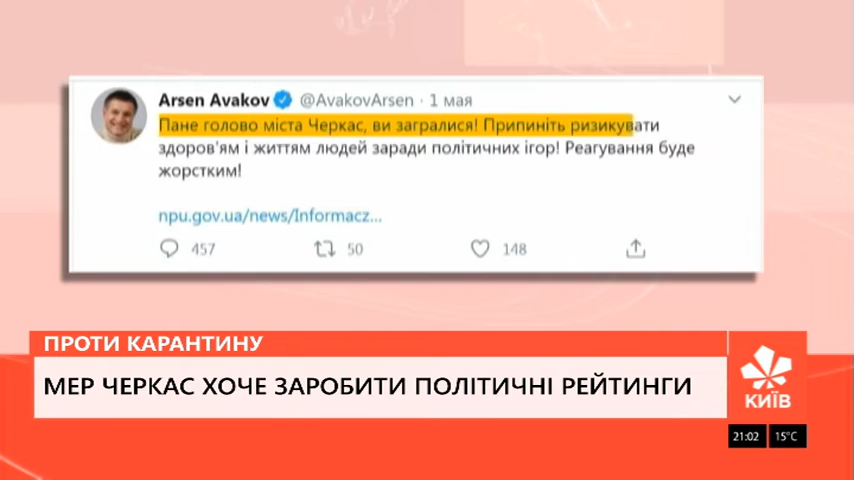 Arsen Avakov @AvakovArsen · 1 мая
Пане голово міста Черкас, ви загралися! Припиніть ризикувати
здоров'ям і життям людей заради політичних ігор! Реагування буде
жорстким!
npu.gov.ua/news/Informacz...
457 50 148
ПРОТИ КАРАНТИНУ
МЕР ЧЕРКАС ХОЧЕ ЗАРОБИТИ ПОЛІТИЧНІ РЕЙТИНГИ
КИЇВ
21:02 15°C